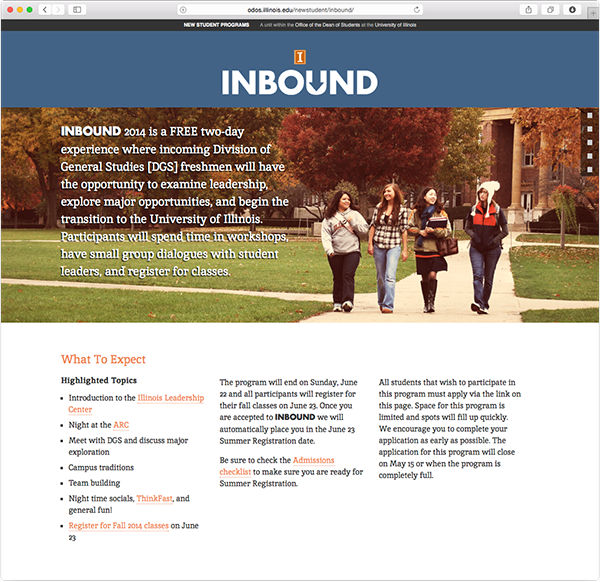 odos.illinois.edu/newstudent/inbound/
NEW STUDENT PROGRAMS A unit within the Office of the Dean of Students at the University of Illinois
I
INBOUND
INBOUND 2014 is a FREE two-day
experience where incoming Division of
General Studies [DGS] freshmen will have
the opportunity to examine leadership,
explore major opportunities, and begin the
transition to the University of Illinois.
Participants will spend time in workshops,
have small group dialogues with student
leaders, and register for classes.
What To Expect
Highlighted Topics
Introduction to the Illinois Leadership
Center
Night at the ARC
Meet with DGS and discuss major
exploration
Campus traditions
Team building
Night time socials, ThinkFast, and
general fun!
Register for Fall 2014 classes on June
23
The program will end on Sunday, June
22 and all participants will register for
their fall classes on June 23. Once you
are accepted to INBOUND we will
automatically place you in the June 23
Summer Registration date.
Be sure to check the Admissions
checklist to make sure you are ready for
Summer Registration.
All students that wish to participate in
this program must apply via the link on
this page. Space for this program is
limited and spots will fill up quickly.
We encourage you to complete your
application as early as possible. The
application for this program will close
on May 15 or when the program is
completely full.